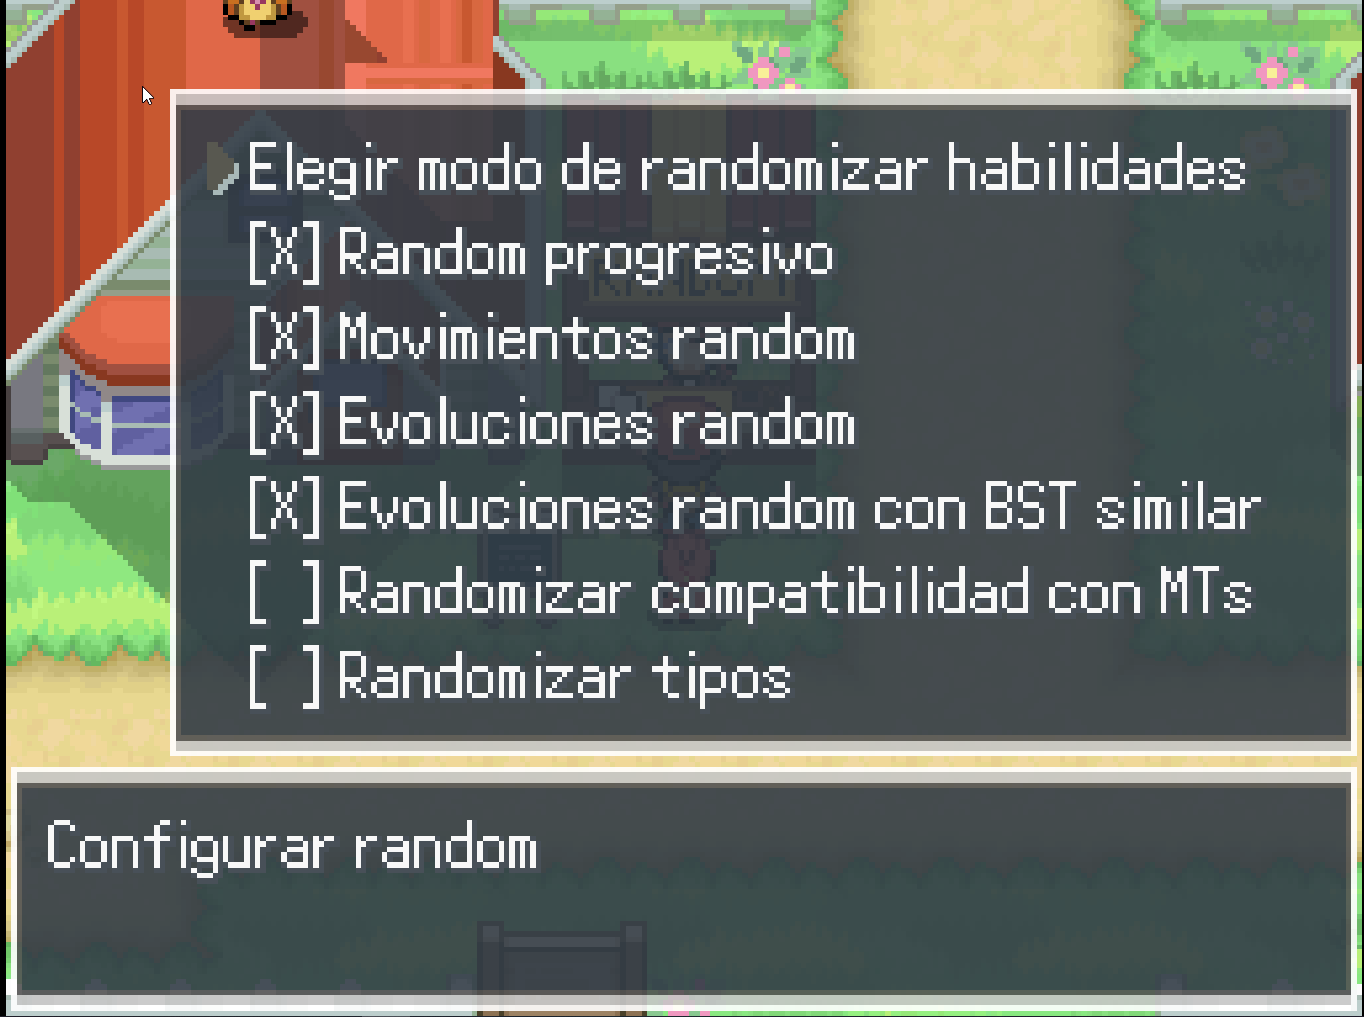 Elegir modo de randomizar habilidades
[X] Random progresivo
[X] Movimientos random
[X] Evoluciones random
[X] Evoluciones random con BST similar
[ ] Randomizar compatibilidad con MTs
[ ] Randomizar tipos
Configurar random